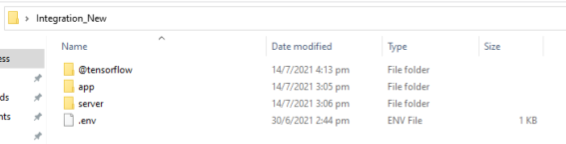 › Integration_New
Name Date modified Type Size
ess
@tensorflow 14/7/2021 4:13 pm File folder
app 14/7/2021 3:05 pm File folder
ds server 14/7/2021 3:06 pm File folder
nts .env 30/6/2021 2:44 pm ENV File 1 KB